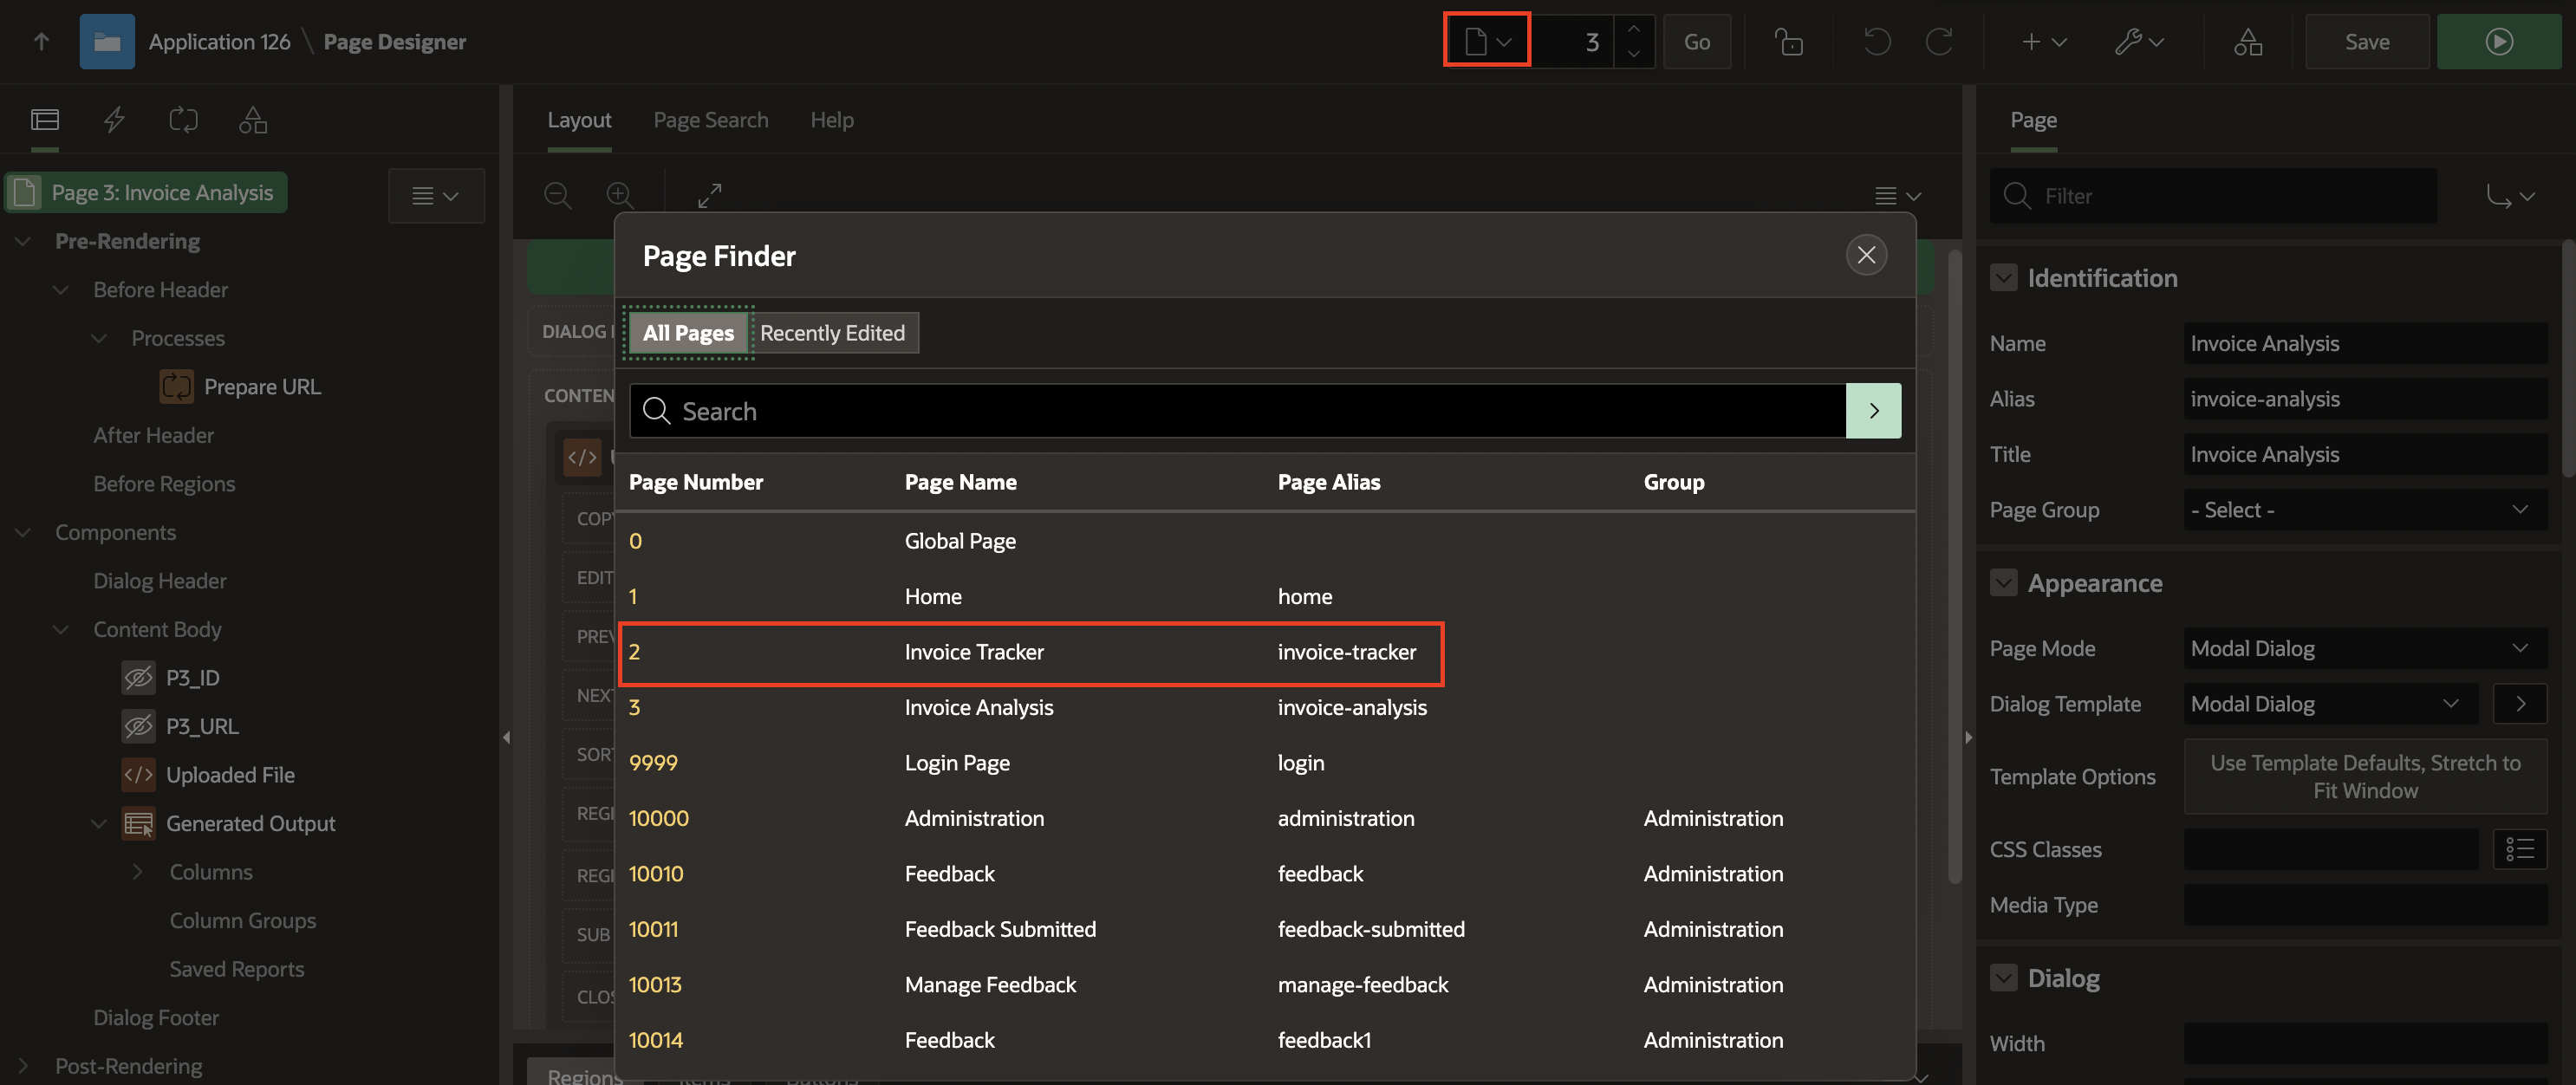 Application 126 \ Page Designer
3
Go
Save
Layout
Page Search
Help
Page
Page 3: Invoice Analysis
Pre-Rendering
Before Header
Processes
Prepare URL
After Header
Before Regions
Components
Dialog Header
Content Body
P3_ID
P3_URL
Uploaded File
Generated Output
Columns
Column Groups
Saved Reports
Dialog Footer
Post-Rendering
DIALOG
CONTEN
COPY
EDIT
PREV
NEXT
SORT
REGI
REGI
SUB
CLOS
Regions
Items
Buttons
Page Finder
All Pages
Recently Edited
Search
Page Number Page Name Page Alias Group
0 Global Page
1 Home home
2 Invoice Tracker invoice-tracker
3 Invoice Analysis invoice-analysis
9999 Login Page login
10000 Administration administration Administration
10010 Feedback feedback Administration
10011 Feedback Submitted feedback-submitted Administration
10013 Manage Feedback manage-feedback Administration
10014 Feedback feedback1 Administration
Filter
Identification
Name Invoice Analysis
Alias invoice-analysis
Title Invoice Analysis
Page Group - Select -
Appearance
Page Mode Modal Dialog
Dialog Template Modal Dialog
Template Options Use Template Defaults, Stretch to
Fit Window
CSS Classes
Media Type
Dialog
Width